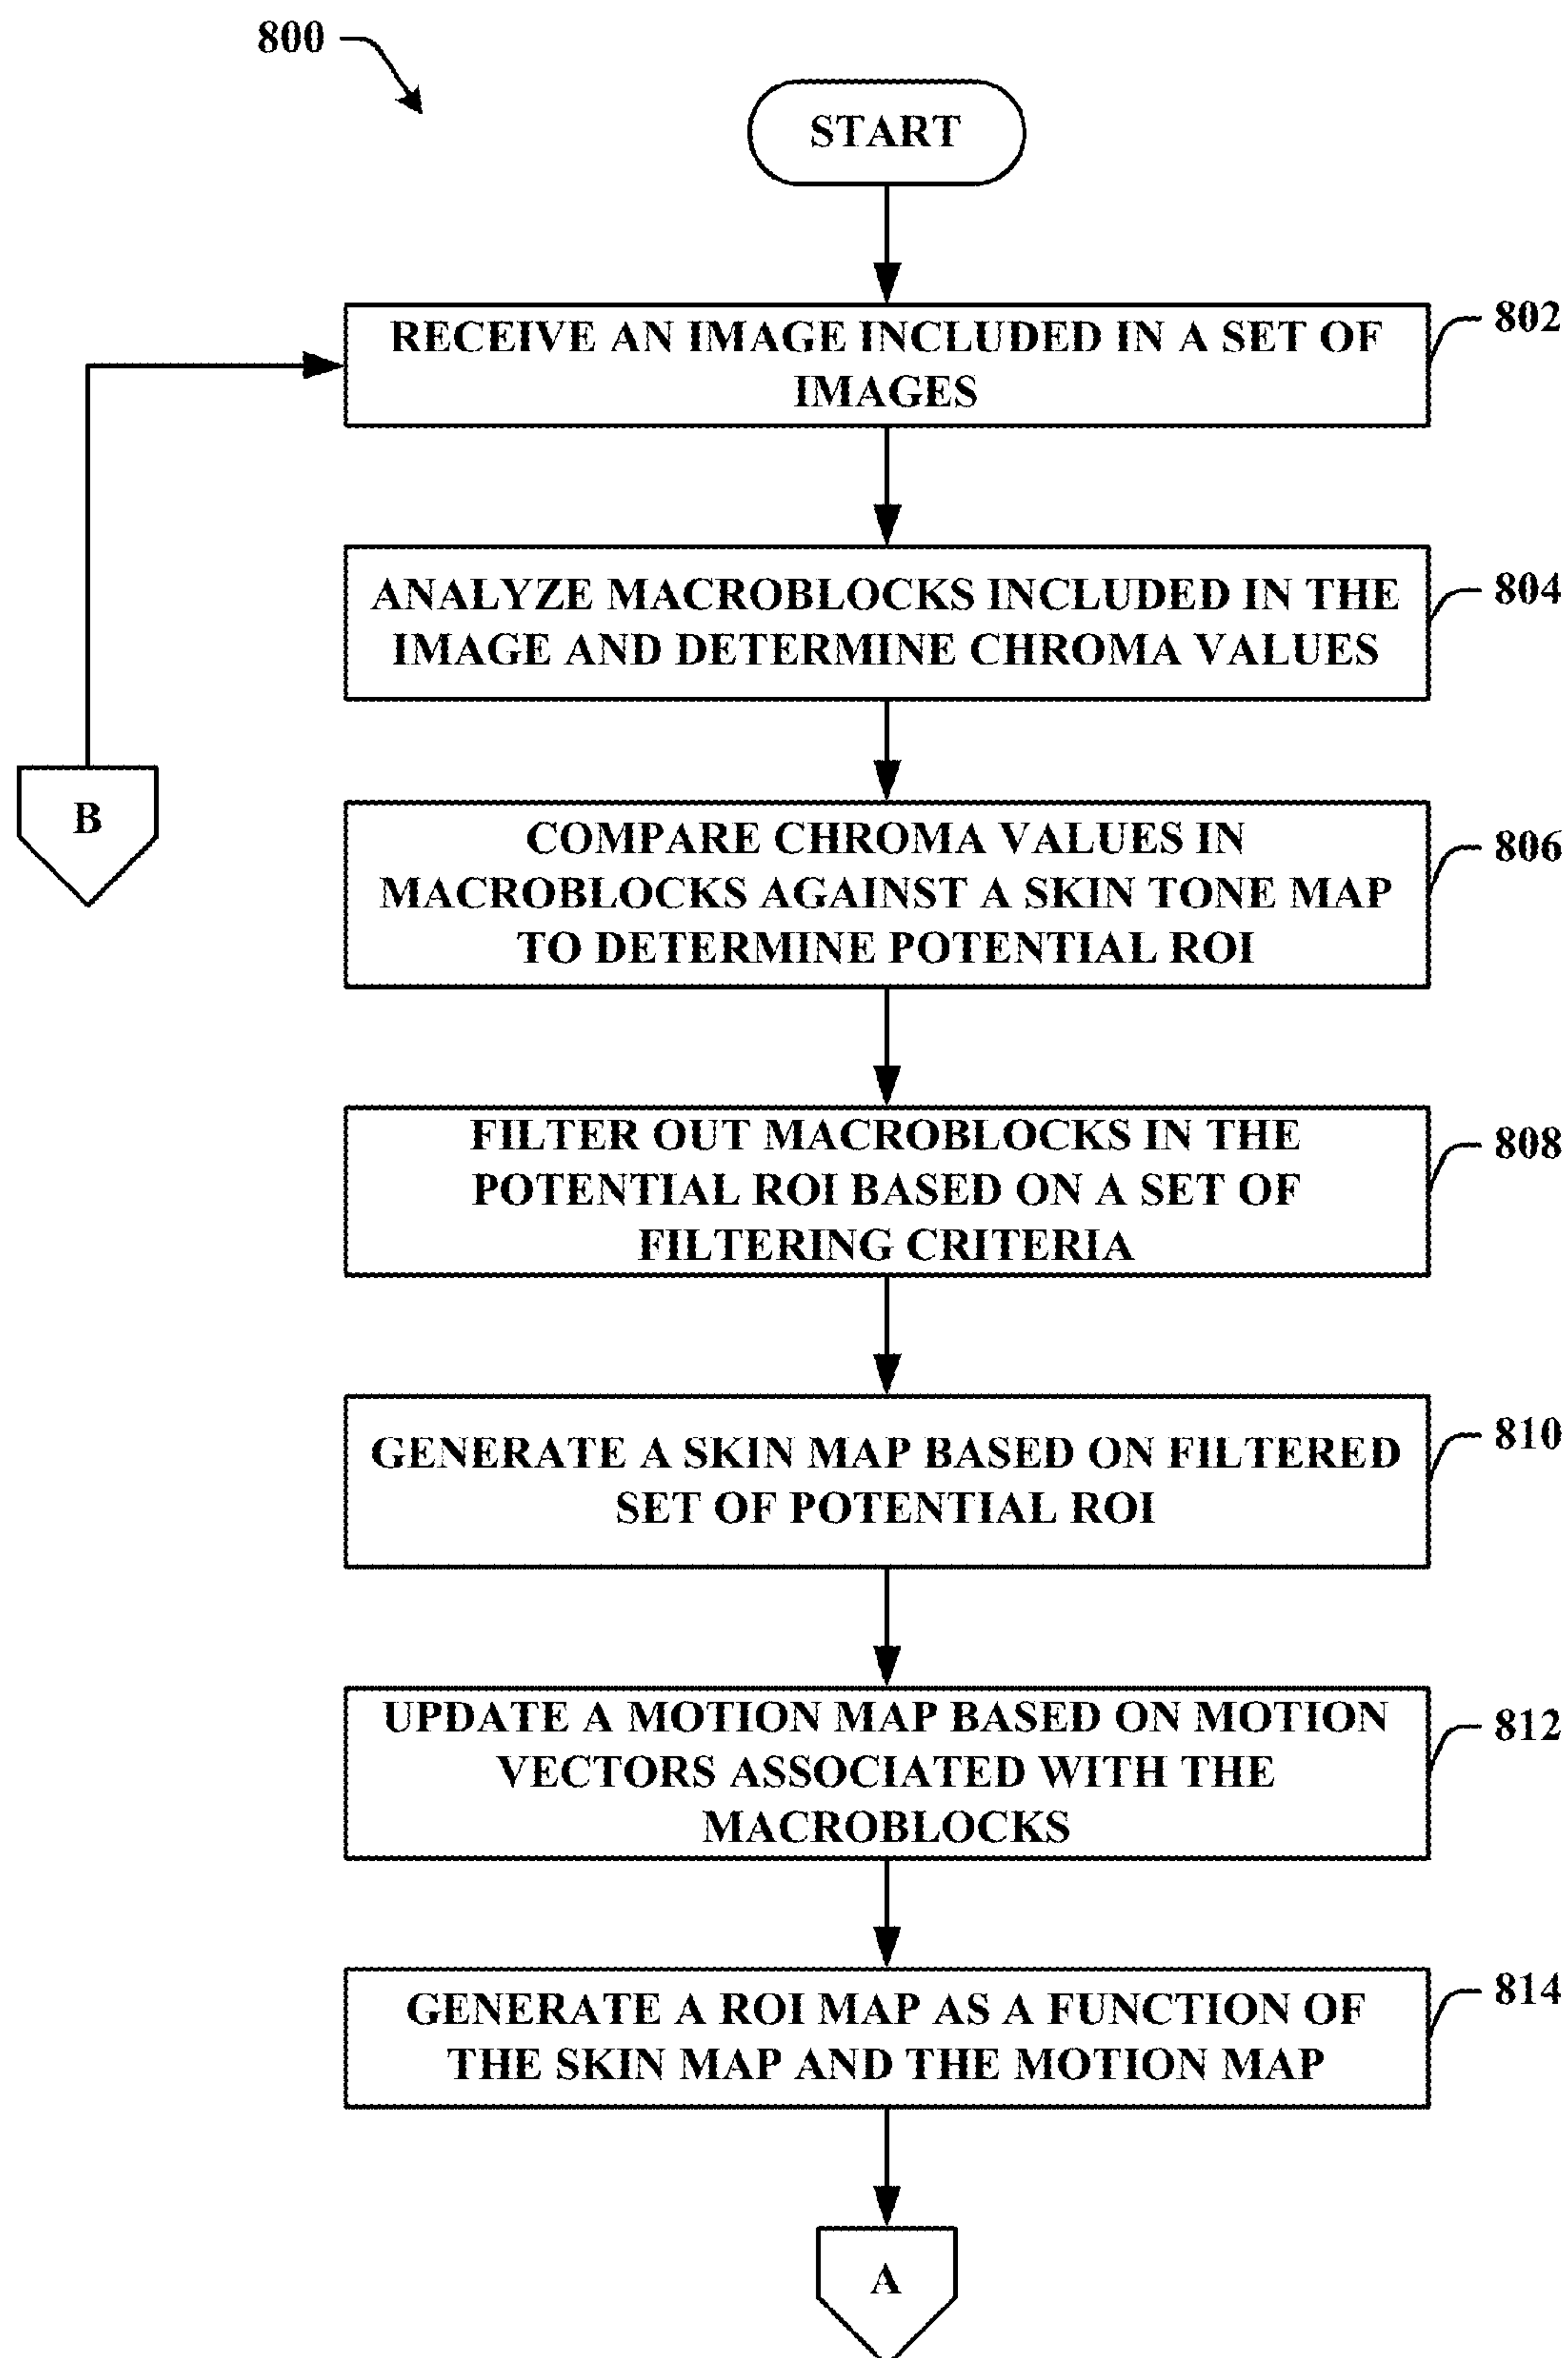 800
START
RECEIVE AN IMAGE INCLUDED IN A SET OF
IMAGES
802
ANALYZE MACROBLOCKS INCLUDED IN THE
IMAGE AND DETERMINE CHROMA VALUES
804
B
COMPARE CHROMA VALUES IN
MACROBLOCKS AGAINST A SKIN TONE MAP
TO DETERMINE POTENTIAL ROI
806
FILTER OUT MACROBLOCKS IN THE
POTENTIAL ROI BASED ON A SET OF
FILTERING CRITERIA
808
GENERATE A SKIN MAP BASED ON FILTERED
SET OF POTENTIAL ROI
810
UPDATE A MOTION MAP BASED ON MOTION
VECTORS ASSOCIATED WITH THE
MACROBLOCKS
812
GENERATE A ROI MAP AS A FUNCTION OF
THE SKIN MAP AND THE MOTION MAP
814
A